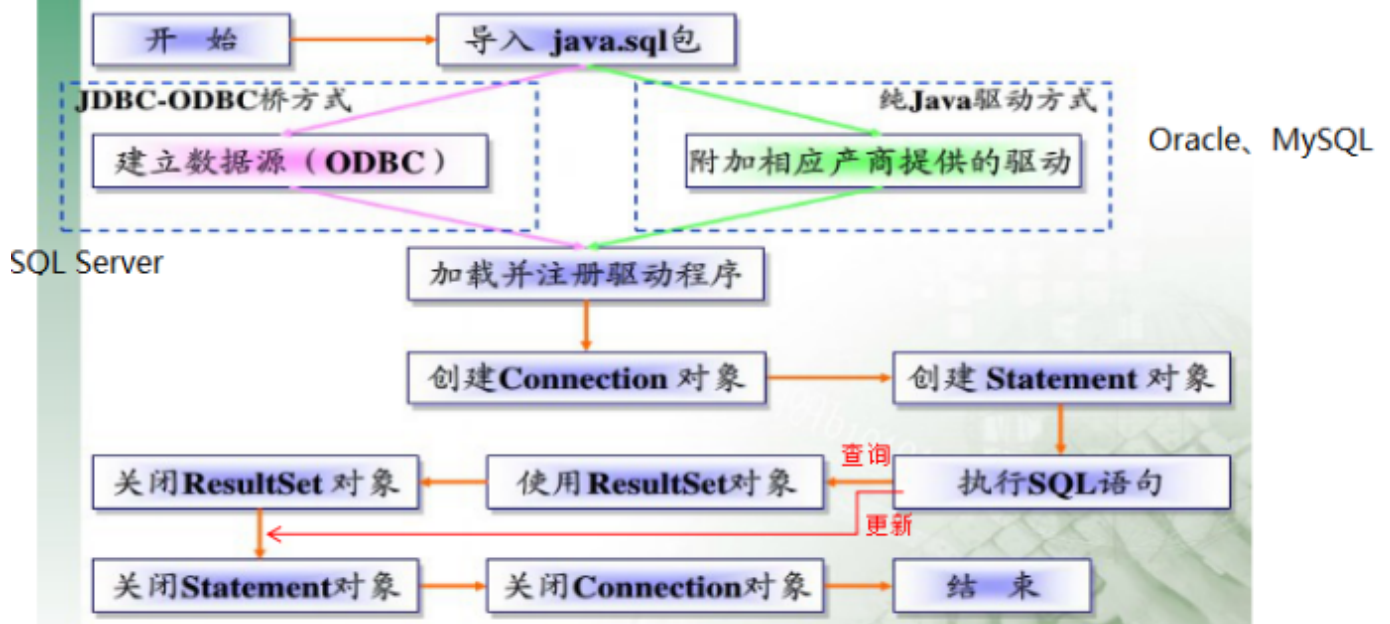 开 始
导入 java.sql包
JDBC-ODBC桥方式
纯Java驱动方式
建立数据源（ODBC）
附加相应产商提供的驱动
Oracle、MySQL
SQL Server
加载并注册驱动程序
创建Connection 对象
创建 Statement 对象
查询
关闭ResultSet 对象
使用ResultSet对象
执行SQL语句
更新
关闭Statement对象
关闭Connection对象
结 束